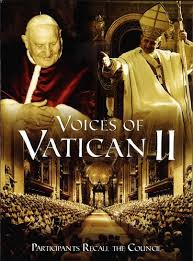 VOICES OF
VATICAN II
PARTICIPANTS RECALL THE COUNCIL